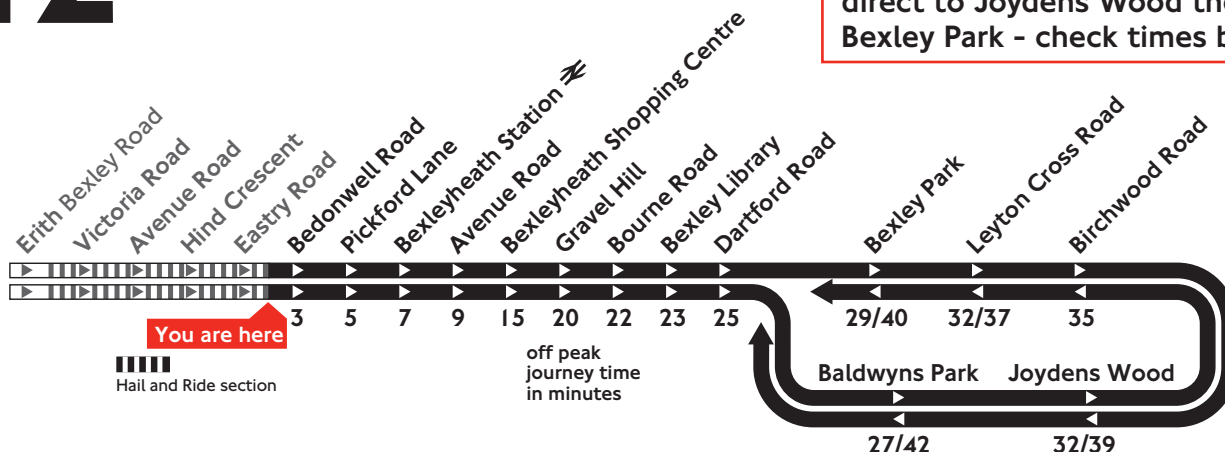 direct to Joydens Wood
Bexley Park - check times
Erith Bexley Road
Victoria Road
Avenue Road
Hind Crescent
Eastry Road
Bedonwell Road
Pickford Lane
Bexleyheath Station
Avenue Road
Bexleyheath Shopping Centre
Gravel Hill
Bourne Road
Bexley Library
Dartford Road
Bexley Park
Leyton Cross Road
Birchwood Road
3 5 7 9 15 20 22 23 25 29/40 32/37 35
You are here
Hail and Ride section
off peak
journey time
in minutes
Baldwyns Park Joydens Wood
27/42 32/39